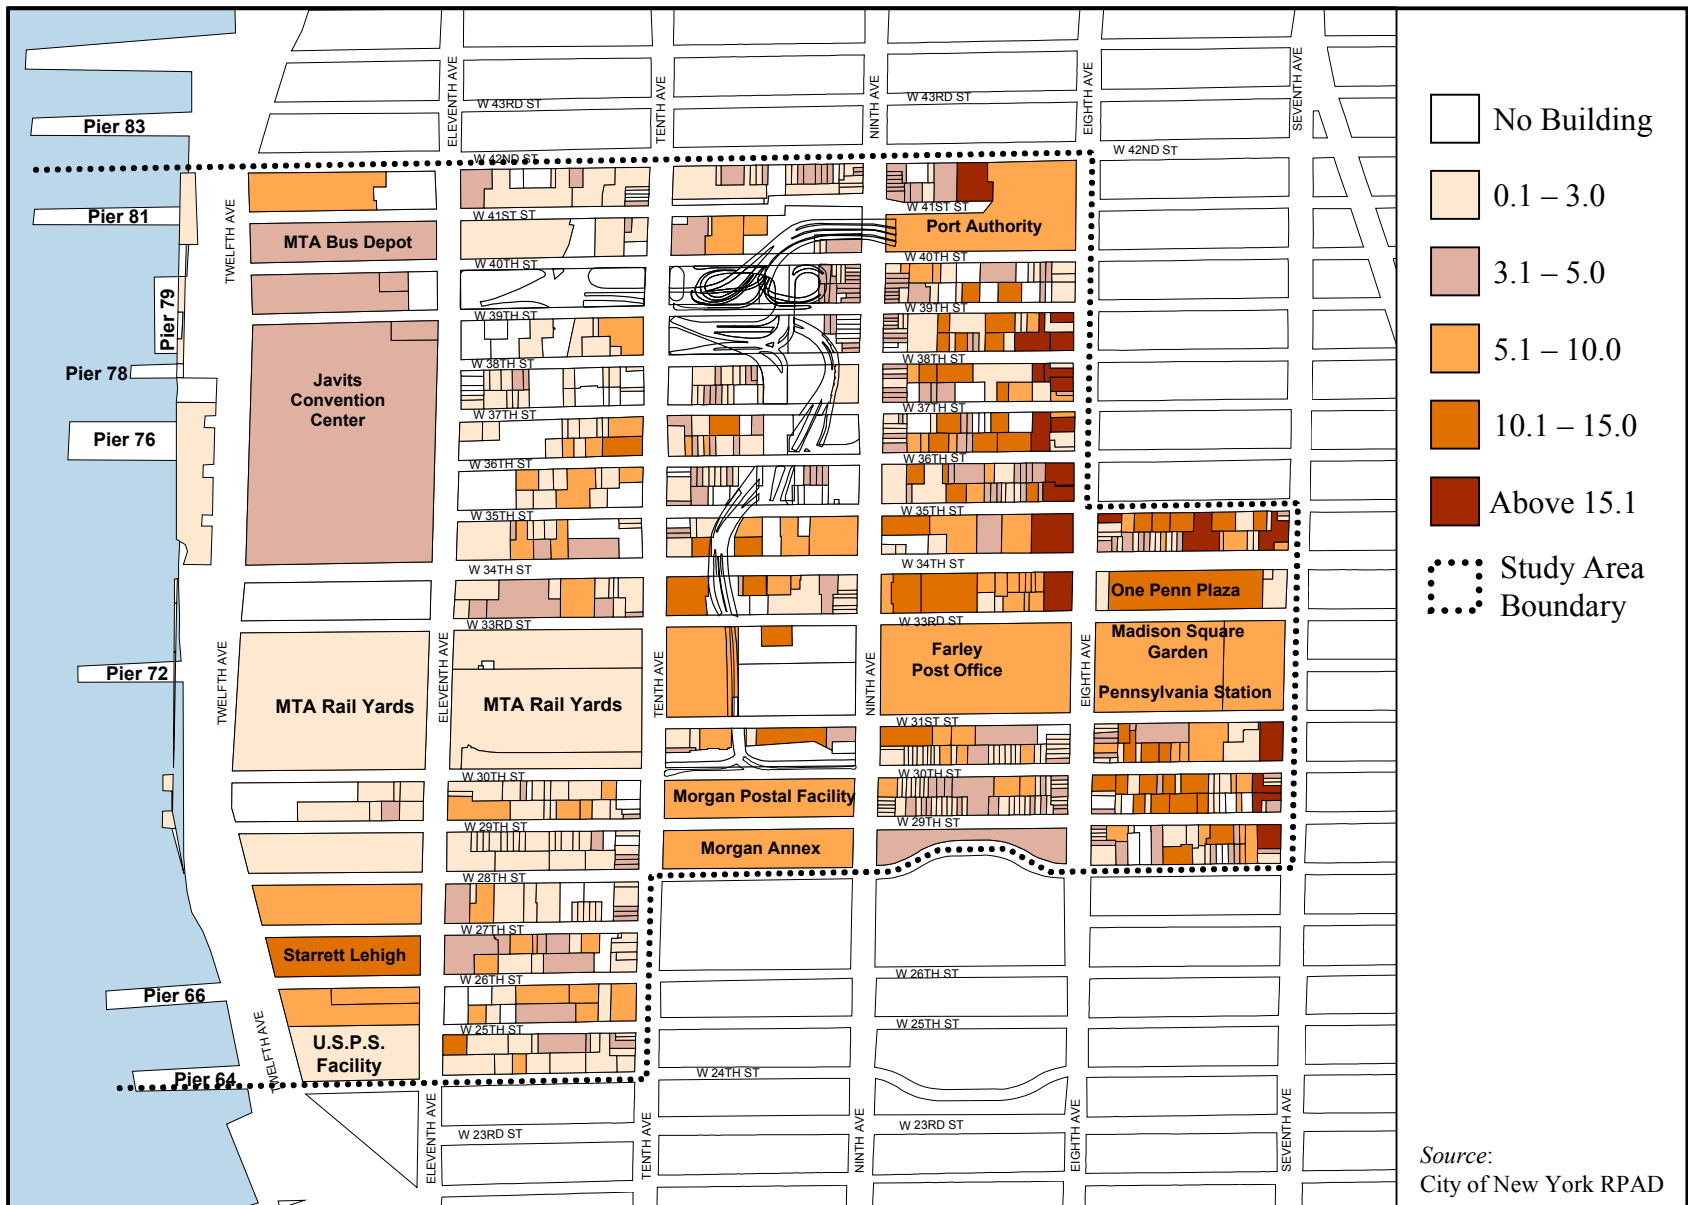 W 43RD ST
W 43RD ST
ELEVENTH AVE
TENTH AVE
NINTH AVE
EIGHTH AVE
SEVENTH AVE
Pier 83
W 42ND ST
W 42ND ST
Pier 81
TWELFTH AVE
W 41ST ST
W 41ST ST
MTA Bus Depot
Port Authority
W 40TH ST
W 40TH ST
Pier 79
W 39TH ST
W 39TH ST
W 38TH ST
W 38TH ST
Pier 78
Javits
Convention
Center
W 37TH ST
W 37TH ST
Pier 76
W 36TH ST
W 36TH ST
W 35TH ST
W 35TH ST
W 34TH ST
W 34TH ST
One Penn Plaza
W 33RD ST
W 33RD ST
Madison Square
Garden
Farley
Post Office
Pennsylvania Station
Pier 72
TWELFTH AVE
ELEVENTH AVE
TENTH AVE
NINTH AVE
EIGHTH AVE
MTA Rail Yards
MTA Rail Yards
W 31ST ST
W 30TH ST
W 30TH ST
Morgan Postal Facility
W 29TH ST
W 29TH ST
Morgan Annex
W 28TH ST
W 27TH ST
Starrett Lehigh
W 26TH ST
W 26TH ST
Pier 66
W 25TH ST
W 25TH ST
TWELFTH AVE
U.S.P.S.
Facility
Pier 64
W 24TH ST
W 23RD ST
W 23RD ST
ELEVENTH AVE
TENTH AVE
NINTH AVE
EIGHTH AVE
SEVENTH AVE
No Building
0.1 – 3.0
3.1 – 5.0
5.1 – 10.0
10.1 – 15.0
Above 15.1
Study Area
Boundary
Source:
City of New York RPAD